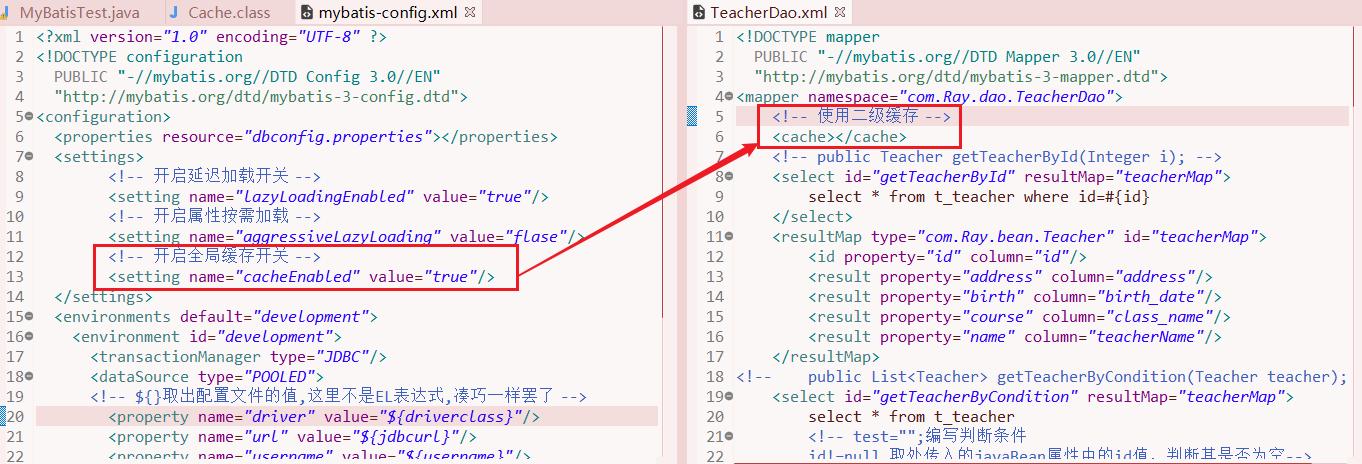 MyBatisTest.java
Cache.class
mybatis-config.xml
1 <?xml version="1.0" encoding="UTF-8" ?>
2 <!DOCTYPE configuration
3 PUBLIC "-//mybatis.org//DTD Config 3.0//EN"
4 "http://mybatis.org/dtd/mybatis-3-config.dtd">
5 <configuration>
6 <properties resource="dbconfig.properties"></properties>
7 <settings>
8 <!-- 开启延迟加载开关 -->
9 <setting name="lazyLoadingEnabled" value="true"/>
10 <!-- 开启属性按需加载 -->
11 <setting name="aggressiveLazyLoading" value="flase"/>
12 <!-- 开启全局缓存开关 -->
13 <setting name="cacheEnabled" value="true"/>
14 </settings>
15 <environments default="development">
16 <environment id="development">
17 <transactionManager type="JDBC"/>
18 <dataSource type="POOLED">
19 <!-- ${}取出配置文件的值,这里不是EL表达式,凑巧一样罢了 -->
20 <property name="driver" value="${driverclass}"/>
21 <property name="url" value="${jdbcurl}"/>
22 <property name="username" value="${username}"/>
TeacherDao.xml
1 <!DOCTYPE mapper
2 PUBLIC "-//mybatis.org//DTD Mapper 3.0//EN"
3 "http://mybatis.org/dtd/mybatis-3-mapper.dtd">
4 <mapper namespace="com.Ray.dao.TeacherDao">
5 <!-- 使用二级缓存 -->
6 <cache></cache>
7 <!-- public Teacher getTeacherById(Integer i); -->
8 <select id="getTeacherById" resultMap="teacherMap">
9 select * from t_teacher where id=#{id}
10 </select>
11 <resultMap type="com.Ray.bean.Teacher" id="teacherMap">
12 <id property="id" column="id"/>
13 <result property="address" column="address"/>
14 <result property="birth" column="birth_date"/>
15 <result property="course" column="class_name"/>
16 <result property="name" column="teacherName"/>
17 </resultMap>
18 <!-- public List<Teacher> getTeacherByCondition(Teacher teacher);
19 <select id="getTeacherByCondition" resultMap="teacherMap">
20 select * from t_teacher
21 <!-- test="";编写判断条件
22 id!=null 取处传入的javaBean属性中的id值, 判断其是否为空-->